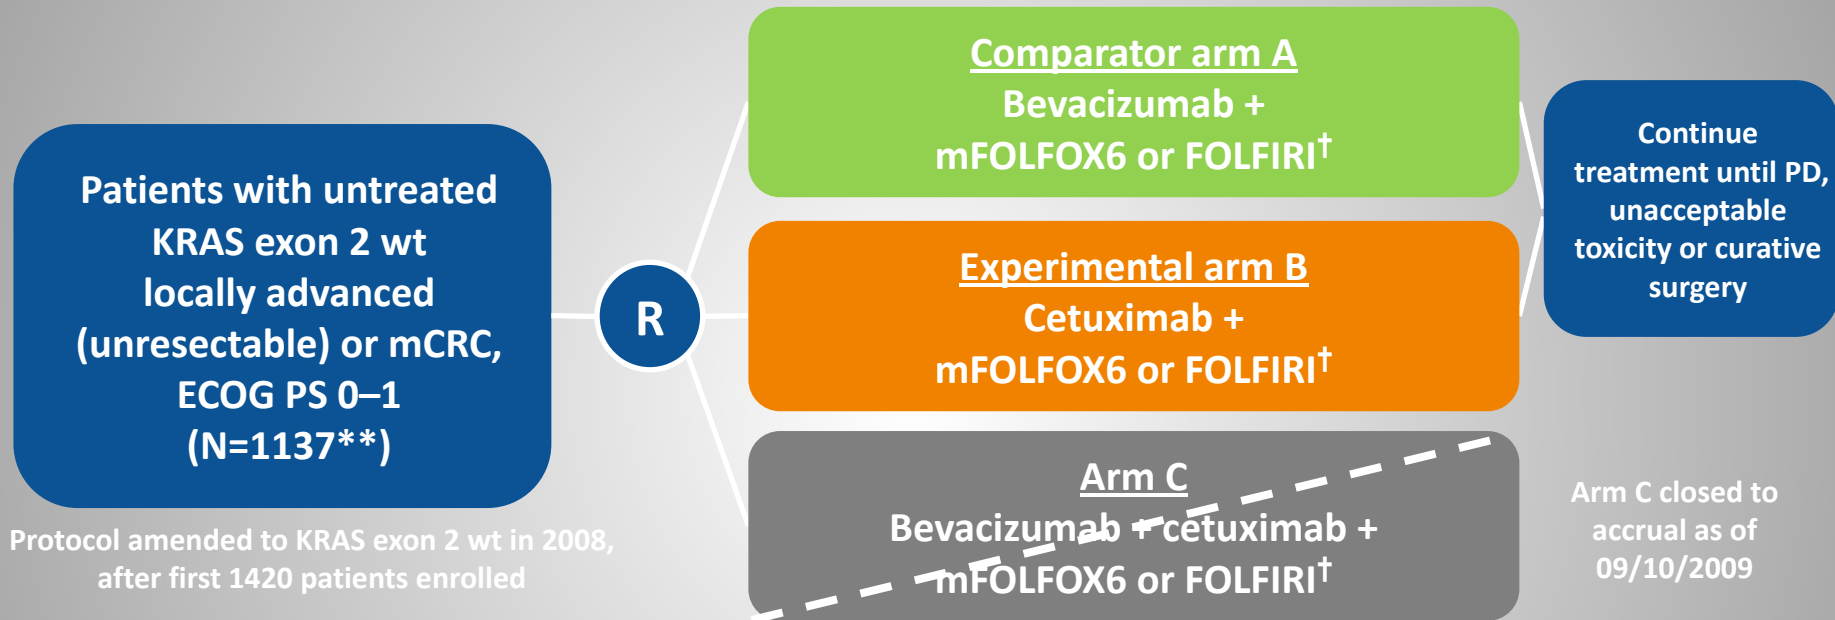 Patients with untreated
KRAS exon 2 wt
locally advanced
(unresectable) or mCRC,
ECOG PS 0–1
(N=1137**)
Protocol amended to KRAS exon 2 wt in 2008,
after first 1420 patients enrolled
R
Comparator arm A
Bevacizumab +
mFOLFOX6 or FOLFIRI†
Experimental arm B
Cetuximab +
mFOLFOX6 or FOLFIRI†
Arm C
Bevacizumab + cetuximab +
mFOLFOX6 or FOLFIRI†
Continue
treatment until PD,
unacceptable
toxicity or curative
surgery
Arm C closed to
accrual as of
09/10/2009